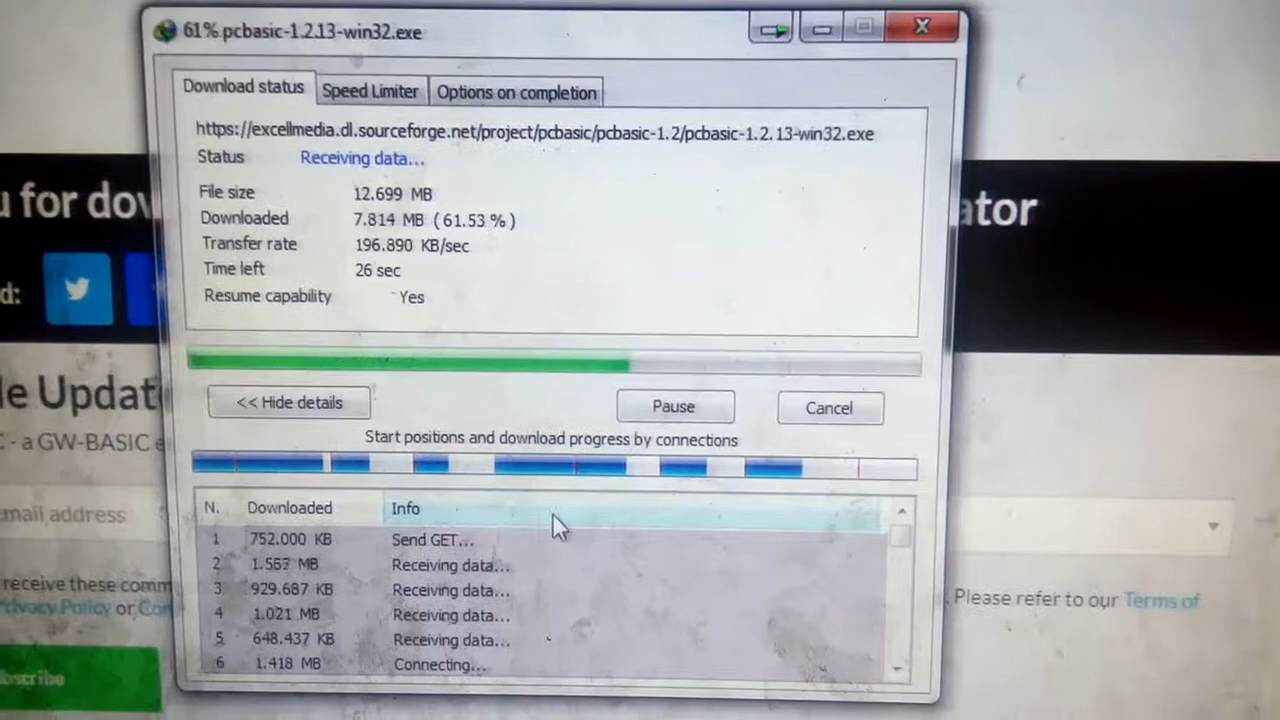 61% pcbasic-1.2.13-win32.exe
Download status
Speed Limiter
Options on completion
https://excellmedia.dl.sourceforge.net/project/pcbasic/pcbasic-1.2/pcbasic-1.2.13-win32.exe
Status Receiving data...
File size 12.699 MB
Downloaded 7.814 MB ( 61.53 % )
Transfer rate 196.890 KB/sec
Time left 26 sec
Resume capability Yes
u for dov
ator
d:
<< Hide details
Pause
Cancel
Start positions and download progress by connections
N. Downloaded Info
1 752.000 KB Send GET...
2 1.567 MB Receiving data...
3 929.687 KB Receiving data...
4 1.021 MB Receiving data...
5 648.437 KB Receiving data...
6 1.418 MB Connecting...
le Updat
C - a GW-BASIC e
mail address
receive these comm
Privacy Policy or Con
. Please refer to our Terms of
bscribe